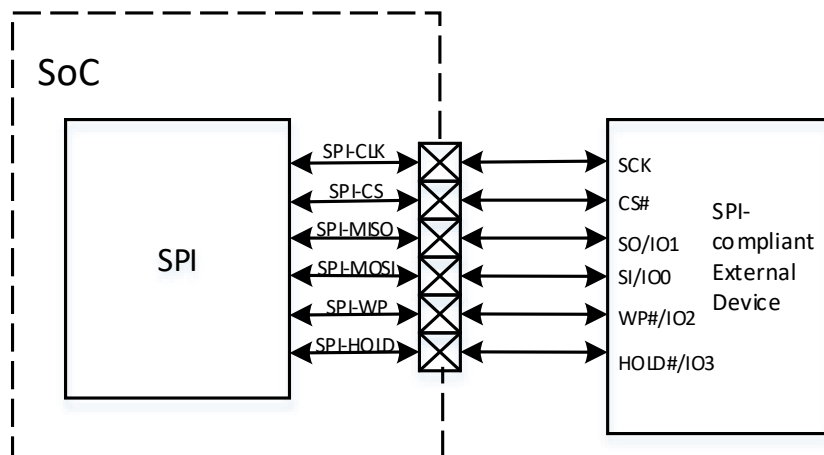 SoC
SPI
SPI-CLK
SPI-CS
SPI-MISO
SPI-MOSI
SPI-WP
SPI-HOLD
SCK
CS#
SO/IO1
SI/IO0
WP#/IO2
HOLD#/IO3
SPI-
compliant
External
Device